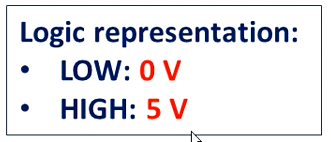 Logic representation:
• LOW: 0 V
• HIGH: 5 V